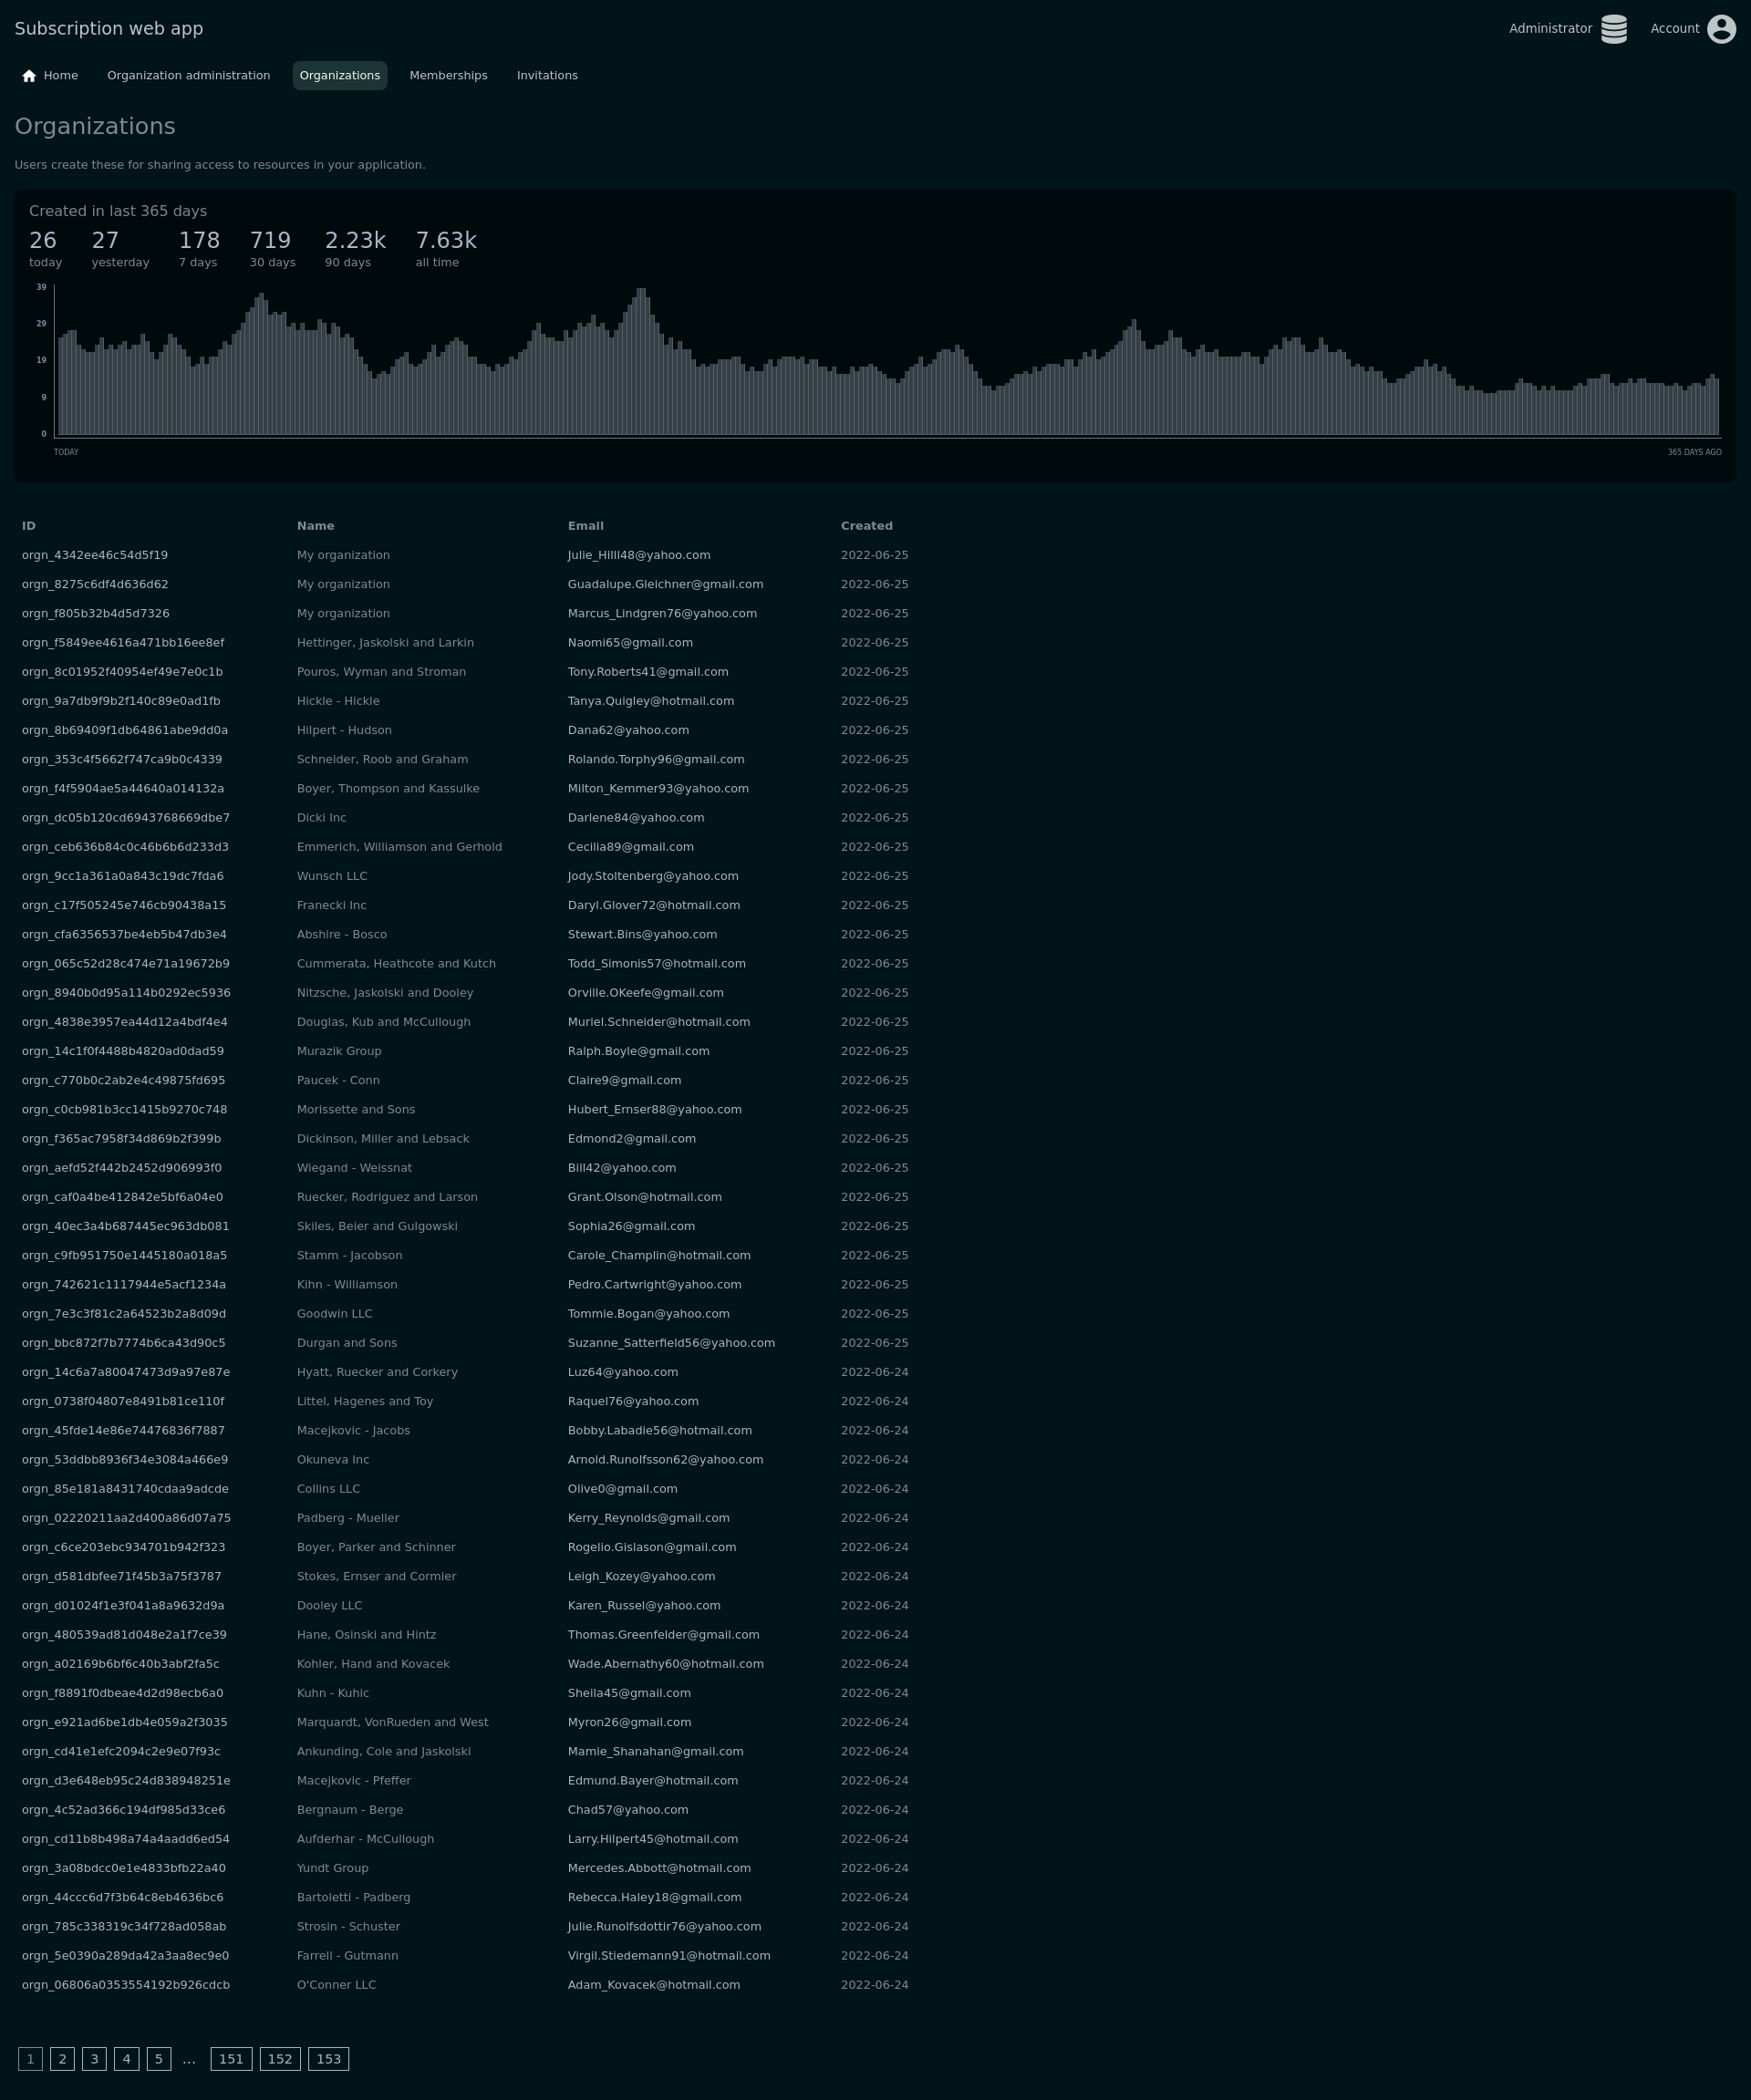 Subscription web app
Administrator Account
Home Organization administration Organizations Memberships Invitations
Organizations
Users create these for sharing access to resources in your application.
Created in last 365 days
26 27 178 719 2.23k 7.63k
today yesterday 7 days 30 days 90 days all time
39
29
19
9
0
TODAY 365 DAYS AGO
ID Name Email Created
orgn_4342ee46c54d5f19 My organization Julie_Hilll48@yahoo.com 2022-06-25
orgn_8275c6df4d636d62 My organization Guadalupe.Gleichner@gmail.com 2022-06-25
orgn_f805b32b4d5d7326 My organization Marcus_Lindgren76@yahoo.com 2022-06-25
orgn_f5849ee4616a471bb16ee8ef Hettinger, Jaskolski and Larkin Naomi65@gmail.com 2022-06-25
orgn_8c01952f40954ef49e7e0c1b Pouros, Wyman and Stroman Tony.Roberts41@gmail.com 2022-06-25
orgn_9a7db9f9b2f140c89e0ad1fb Hickle - Hickle Tanya.Quigley@hotmail.com 2022-06-25
orgn_8b69409f1db64861abe9dd0a Hilpert - Hudson Dana62@yahoo.com 2022-06-25
orgn_353c4f5662f747ca9b0c4339 Schneider, Roob and Graham Rolando.Torphy96@gmail.com 2022-06-25
orgn_f4f5904ae5a44640a014132a Boyer, Thompson and Kassulke Milton_Kemmer93@yahoo.com 2022-06-25
orgn_dc05b120cd6943768669dbe7 Dicki Inc Darlene84@yahoo.com 2022-06-25
orgn_ceb636b84c0c46b6b6d233d3 Emmerich, Williamson and Gerhold Cecilia89@gmail.com 2022-06-25
orgn_9cc1a361a0a843c19dc7fda6 Wunsch LLC Jody.Stoltenberg@yahoo.com 2022-06-25
orgn_c17f505245e746cb90438a15 Franecki Inc Daryl.Glover72@hotmail.com 2022-06-25
orgn_cfa6356537be4eb5b47db3e4 Abshire - Bosco Stewart.Bins@yahoo.com 2022-06-25
orgn_065c52d28c474e71a19672b9 Cummerata, Heathcote and Kutch Todd_Simonis57@hotmail.com 2022-06-25
orgn_8940b0d95a114b0292ec5936 Nitzsche, Jaskolski and Dooley Orville.OKeefe@gmail.com 2022-06-25
orgn_4838e3957ea44d12a4bdf4e4 Douglas, Kub and McCullough Muriel.Schneider@hotmail.com 2022-06-25
orgn_14c1f0f4488b4820ad0dad59 Murazik Group Ralph.Boyle@gmail.com 2022-06-25
orgn_c770b0c2ab2e4c49875fd695 Paucek - Conn Claire9@gmail.com 2022-06-25
orgn_c0cb981b3cc1415b9270c748 Morissette and Sons Hubert_Ernser88@yahoo.com 2022-06-25
orgn_f365ac7958f34d869b2f399b Dickinson, Miller and Lebsack Edmond2@gmail.com 2022-06-25
orgn_aefd52f442b2452d906993f0 Wiegand - Weissnat Bill42@yahoo.com 2022-06-25
orgn_caf0a4be412842e5bf6a04e0 Ruecker, Rodriguez and Larson Grant.Olson@hotmail.com 2022-06-25
orgn_40ec3a4b687445ec963db081 Skiles, Beier and Gulgowski Sophia26@gmail.com 2022-06-25
orgn_c9fb951750e1445180a018a5 Stamm - Jacobson Carole_Champlin@hotmail.com 2022-06-25
orgn_742621c1117944e5acf1234a Kihn - Williamson Pedro.Cartwright@yahoo.com 2022-06-25
orgn_7e3c3f81c2a64523b2a8d09d Goodwin LLC Tommie.Bogan@yahoo.com 2022-06-25
orgn_bbc872f7b7774b6ca43d90c5 Durgan and Sons Suzanne_Satterfield56@yahoo.com 2022-06-25
orgn_14c6a7a80047473d9a97e87e Hyatt, Ruecker and Corkery Luz64@yahoo.com 2022-06-24
orgn_0738f04807e8491b81ce110f Littel, Hagenes and Toy Raquel76@yahoo.com 2022-06-24
orgn_45fde14e86e74476836f7887 Macejkovic - Jacobs Bobby.Labadie56@hotmail.com 2022-06-24
orgn_53ddbb8936f34e3084a466e9 Okuneva Inc Arnold.Runolfsson62@yahoo.com 2022-06-24
orgn_85e181a8431740cdaa9adcde Collins LLC Olive0@gmail.com 2022-06-24
orgn_02220211aa2d400a86d07a75 Padberg - Mueller Kerry_Reynolds@gmail.com 2022-06-24
orgn_c6ce203ebc934701b942f323 Boyer, Parker and Schinner Rogelio.Gislason@gmail.com 2022-06-24
orgn_d581dbfee71f45b3a75f3787 Stokes, Ernser and Cormier Leigh_Kozey@yahoo.com 2022-06-24
orgn_d01024f1e3f041a8a9632d9a Dooley LLC Karen_Russel@yahoo.com 2022-06-24
orgn_480539ad81d048e2a1f7ce39 Hane, Osinski and Hintz Thomas.Greenfelder@gmail.com 2022-06-24
orgn_a02169b6bf6c40b3abf2fa5c Kohler, Hand and Kovacek Wade.Abernathy60@hotmail.com 2022-06-24
orgn_f8891f0dbeae4d2d98ecb6a0 Kuhn - Kuhic Sheila45@gmail.com 2022-06-24
orgn_e921ad6be1db4e059a2f3035 Marquardt, VonRueden and West Myron26@gmail.com 2022-06-24
orgn_cd41e1efc2094c2e9e07f93c Ankunding, Cole and Jaskolski Mamie_Shanahan@gmail.com 2022-06-24
orgn_d3e648eb95c24d838948251e Macejkovic - Pfeffer Edmund.Bayer@hotmail.com 2022-06-24
orgn_4c52ad366c194df985d33ce6 Bergnaum - Berge Chad57@yahoo.com 2022-06-24
orgn_cd11b8b498a74a4aadd6ed54 Aufderhar - McCullough Larry.Hilpert45@hotmail.com 2022-06-24
orgn_3a08bdcc0e1e4833bfb22a40 Yundt Group Mercedes.Abbott@hotmail.com 2022-06-24
orgn_44ccc6d7f3b64c8eb4636bc6 Bartoletti - Padberg Rebecca.Haley18@gmail.com 2022-06-24
orgn_785c338319c34f728ad058ab Strosin - Schuster Julie.Runolfsdottir76@yahoo.com 2022-06-24
orgn_5e0390a289da42a3aa8ec9e0 Farrell - Gutmann Virgil.Stiedemann91@hotmail.com 2022-06-24
orgn_06806a0353554192b926cdcb O'Conner LLC Adam_Kovacek@hotmail.com 2022-06-24
1 2 3 4 5 ... 151 152 153